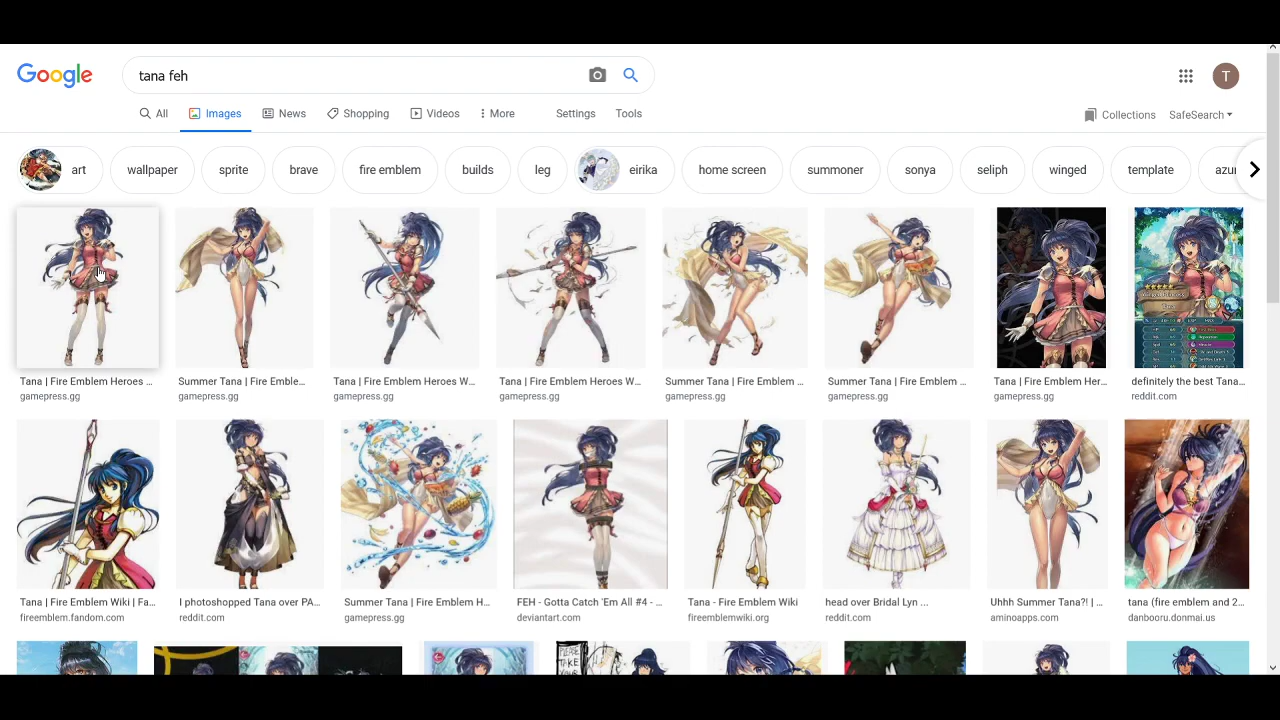 Google
tana feh
T
All Images News Shopping Videos More Settings Tools
Collections SafeSearch
art wallpaper sprite brave fire emblem builds leg eirika home screen summoner sonya seliph winged template azu
Tana | Fire Emblem Heroes ...
gamepress.gg
Summer Tana | Fire Emble...
gamepress.gg
Tana | Fire Emblem Heroes W...
gamepress.gg
Tana | Fire Emblem Heroes W...
gamepress.gg
Summer Tana | Fire Emblem ...
gamepress.gg
Summer Tana | Fire Emblem ...
gamepress.gg
Tana | Fire Emblem Her...
gamepress.gg
definitely the best Tana...
reddit.com
Tana | Fire Emblem Wiki | Fa...
fireemblem.fandom.com
I photoshopped Tana over PA...
reddit.com
Summer Tana | Fire Emblem H...
gamepress.gg
FEH - Gotta Catch 'Em All #4 - ...
deviantart.com
Tana - Fire Emblem Wiki
fireemblemwiki.org
head over Bridal Lyn ...
reddit.com
Uhhh Summer Tana?! | ...
aminoapps.com
tana (fire emblem and 2...
danbooru.donmai.us
PLEASE
TAKE